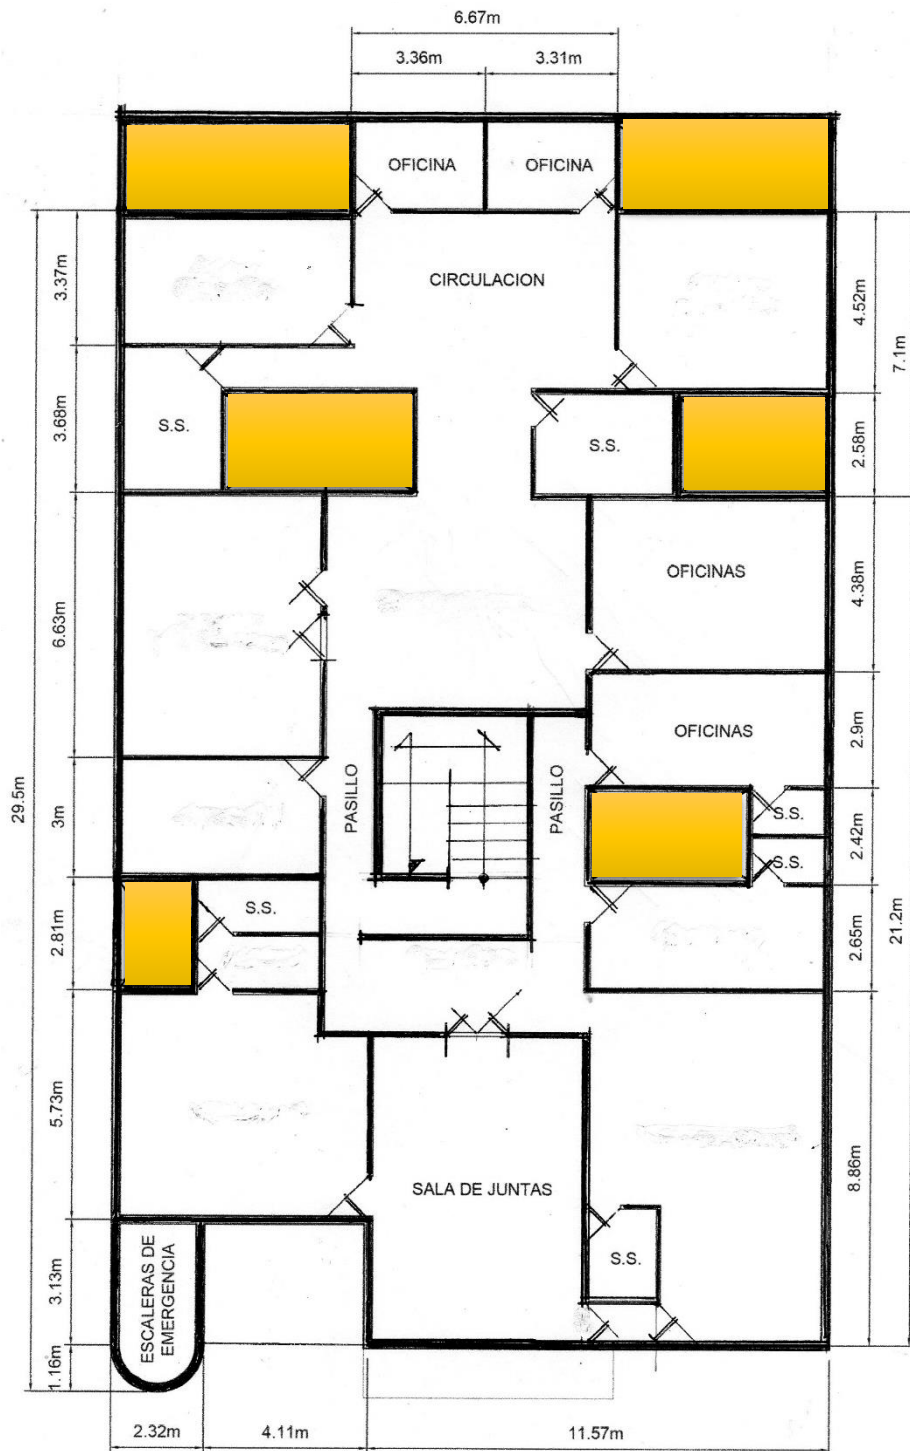 6.67m
3.36m
3.31m
OFICINA
OFICINA
CIRCULACION
3.37m
4.52m
7.1m
3.68m
S.S.
S.S.
2.58m
OFICINAS
4.38m
6.63m
OFICINAS
2.9m
PASILLO
PASILLO
29.5m
3m
S.S.
S.S.
2.42m
S.S.
2.81m
2.65m
21.2m
5.73m
SALA DE JUNTAS
8.86m
S.S.
ESCALERAS DE
EMERGENCIA
3.13m
1.16m
2.32m
4.11m
11.57m